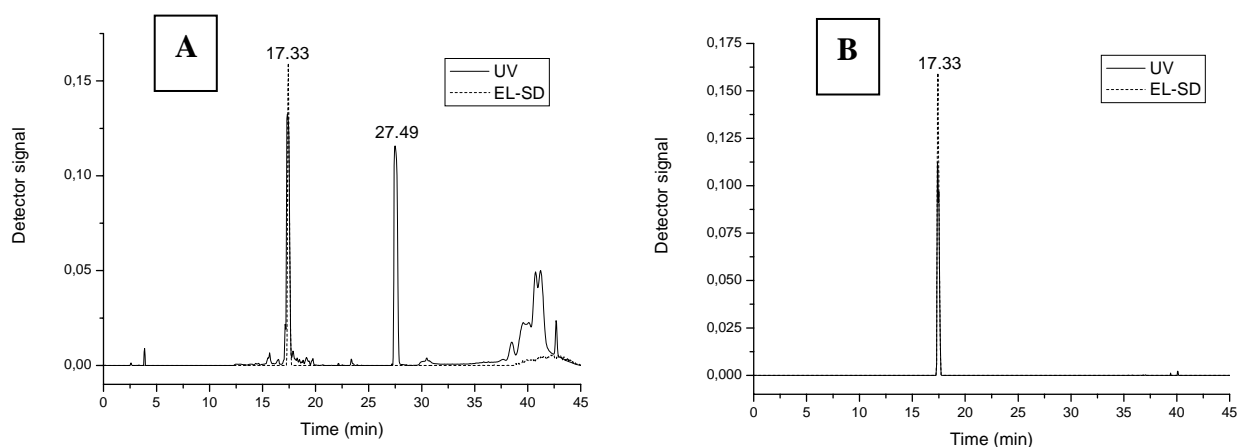 A
17.33
27.49
UV
EL-SD
0,15
0,10
0,05
0,00
Detector signal
0 5 10 15 20 25 30 35 40 45
Time (min)
B
17.33
UV
EL-SD
0,175
0,150
0,125
0,100
0,075
0,050
0,025
0,000
Detector signal
0 5 10 15 20 25 30 35 40 45
Time (min)